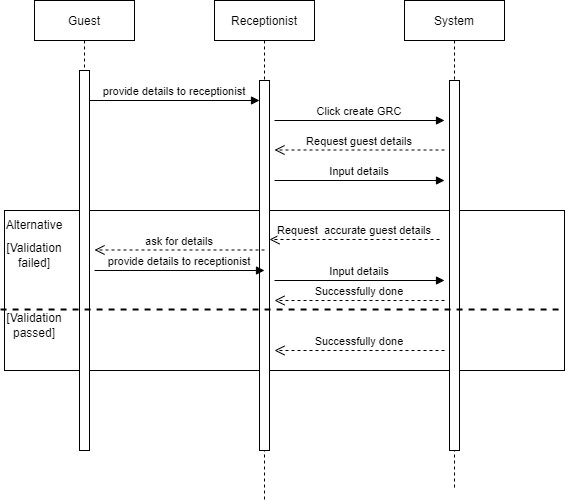 Guest
Receptionist
System
provide details to receptionist
Click create GRC
Request guest details
Input details
Alternative
Request accurate guest details
[Validation
failed]
ask for details
provide details to receptionist
Input details
Successfully done
[Validation
passed]
Successfully done